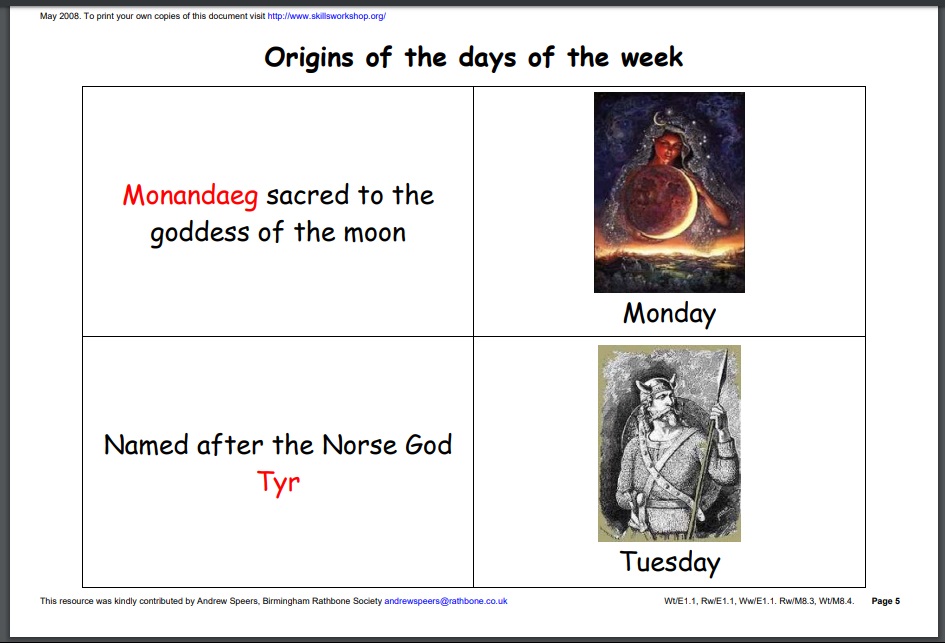 May 2008. To print your own copies of this document visit http://www.skillsworkshop.org/
Origins of the days of the week
Monandaeg sacred to the
goddess of the moon
Monday
Named after the Norse God
Tyr
Tuesday
This resource was kindly contributed by Andrew Speers, Birmingham Rathbone Society andrewspeers@rathbone.co.uk
Wt/E1.1, Rw/E1.1, Ww/E1.1. Rw/M8.3, Wt/M8.4. Page 5